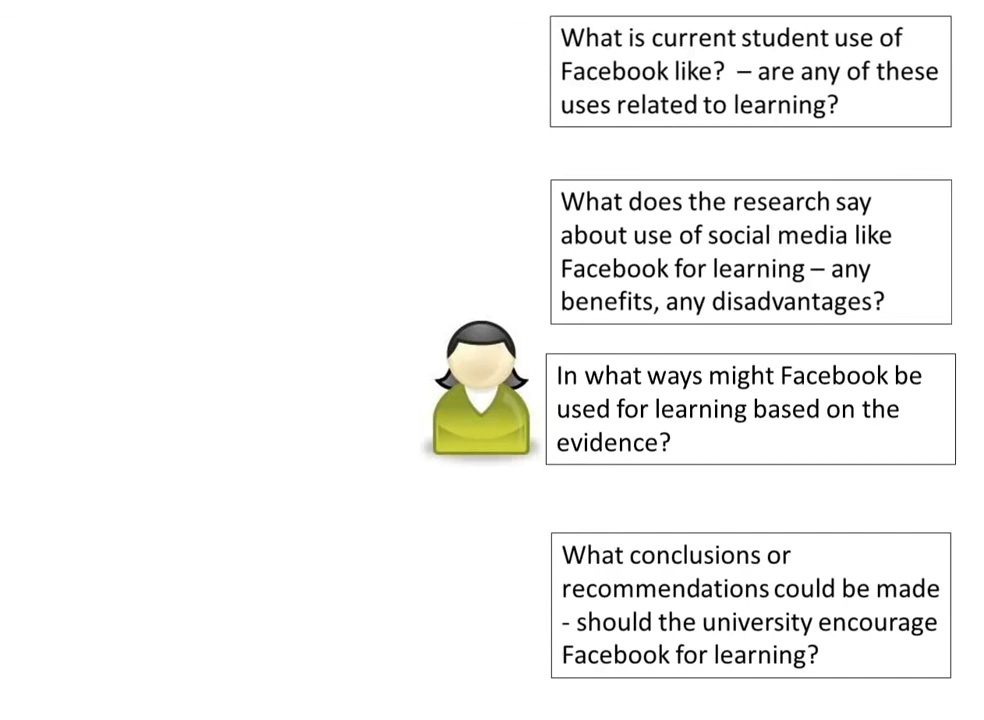 What is current student use of
Facebook like?  – are any of these
uses related to learning?
What does the research say
about use of social media like
Facebook for learning – any
benefits, any disadvantages?
In what ways might Facebook be
used for learning based on the
evidence?
What conclusions or
recommendations could be made
- should the university encourage
Facebook for learning?